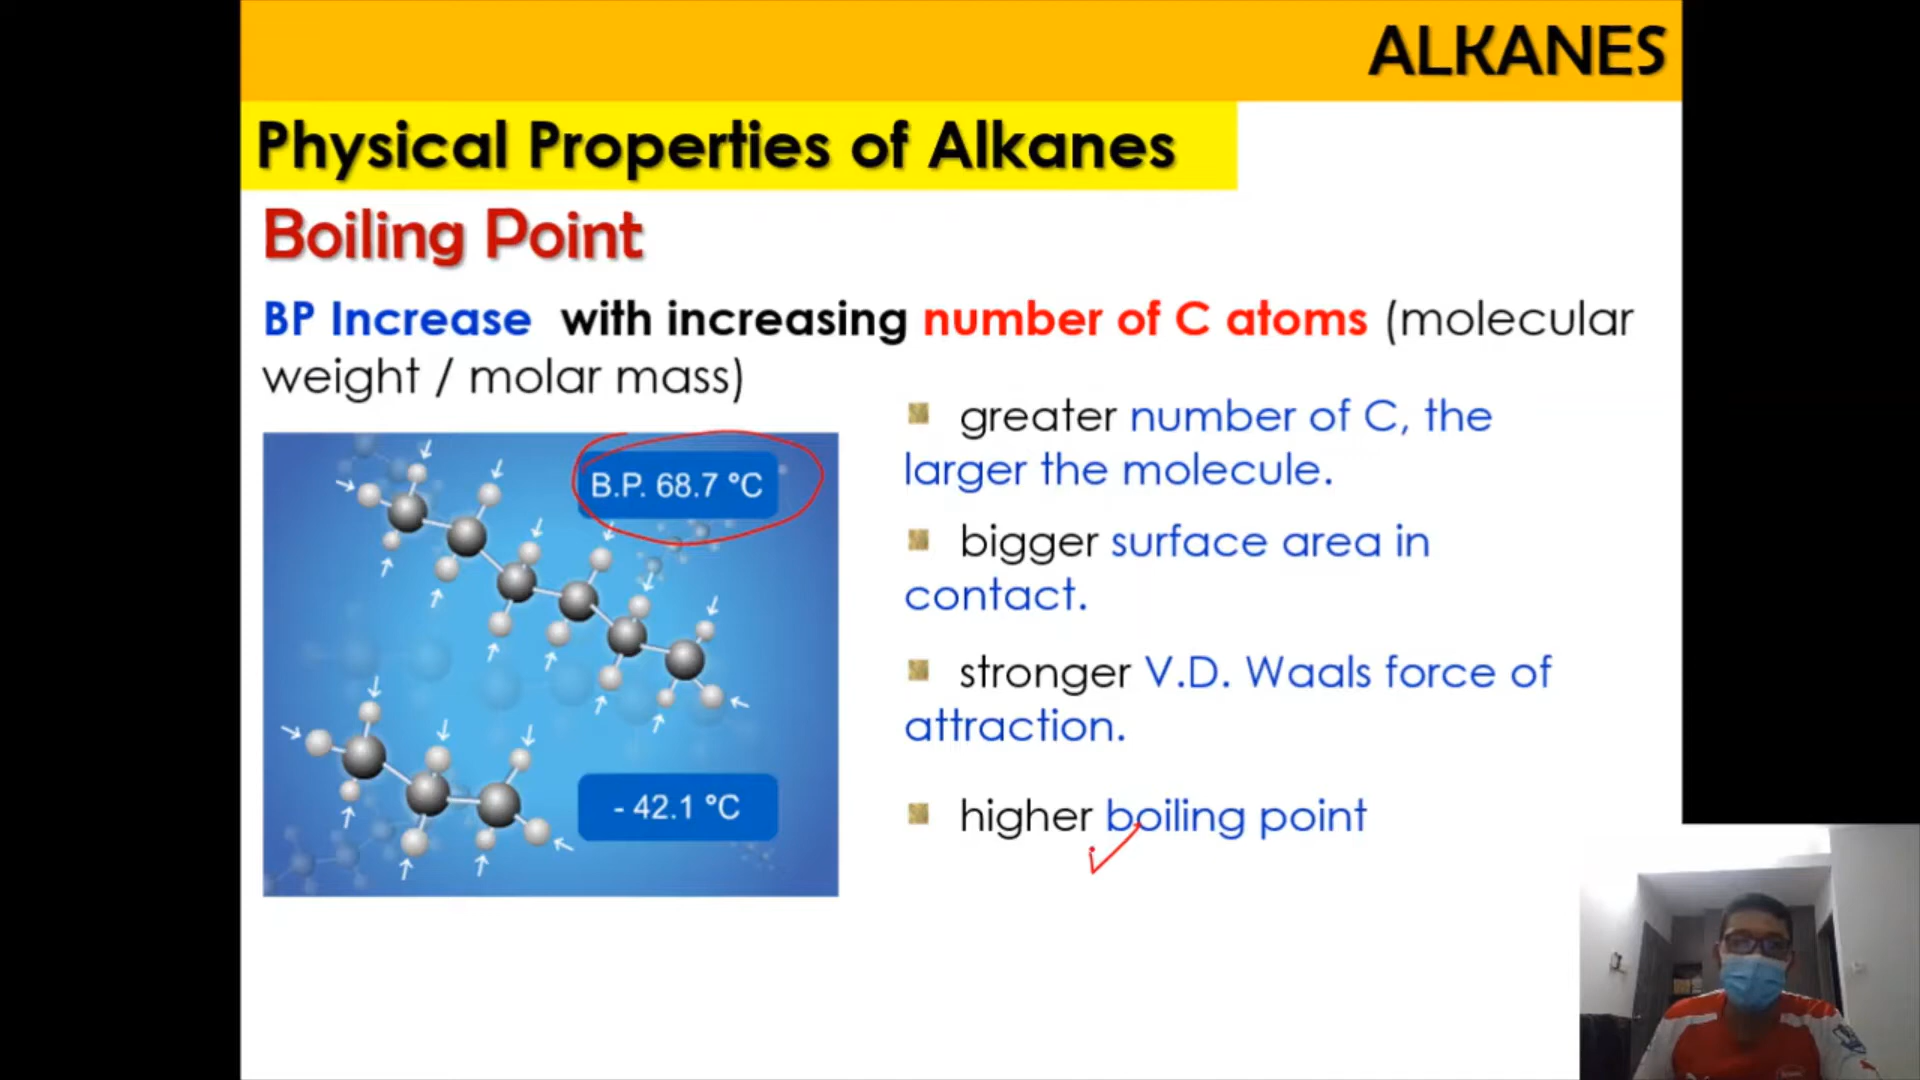 ALKANES
Physical Properties of Alkanes
Boiling Point
BP Increase with increasing number of C atoms (molecular
weight / molar mass)
B.P. 68.7 °C
- 42.1 °C
greater number of C, the
larger the molecule.
bigger surface area in
contact.
stronger V.D. Waals force of
attraction.
higher boiling point